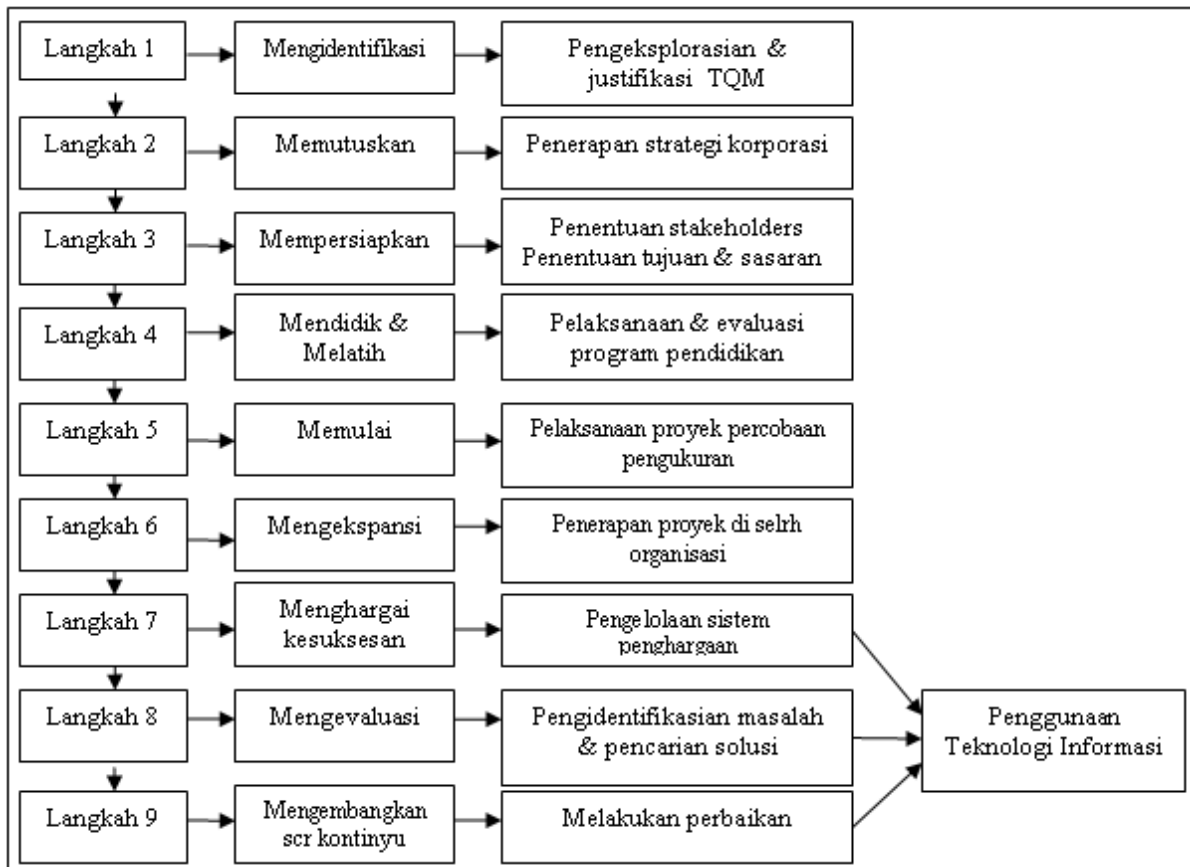 Langkah 1
Mengidentifikasi
Pengeksplorasian &
justifikasi TQM
Langkah 2
Memutuskan
Penerapan strategi korporasi
Langkah 3
Mempersiapkan
Penentuan stakeholders
Penentuan tujuan & sasaran
Langkah 4
Mendidik &
Melatih
Pelaksanaan & evaluasi
program pendidikan
Langkah 5
Memulai
Pelaksanaan proyek percobaan
pengukuran
Langkah 6
Mengekspansi
Penerapan proyek di selrh
organisasi
Langkah 7
Menghargai
kesuksesan
Pengelolaan sistem
penghargaan
Langkah 8
Mengevaluasi
Pengidentifikasian masalah
& pencarian solusi
Penggunaan
Teknologi Informasi
Langkah 9
Mengembangkan
scr kontinyu
Melakukan perbaikan